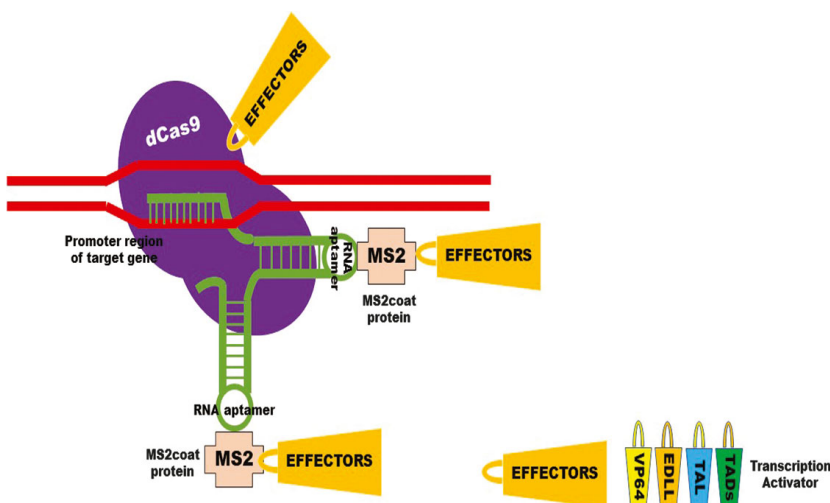 EFFECTORS
dCas9
Promoter region
of target gene
RNA
aptamer
MS2
EFFECTORS
MS2coat
protein
RNA aptamer
MS2coat
protein
MS2
EFFECTORS
EFFECTORS
VP64
EDLL
TAL
TADs
Transcription
Activator